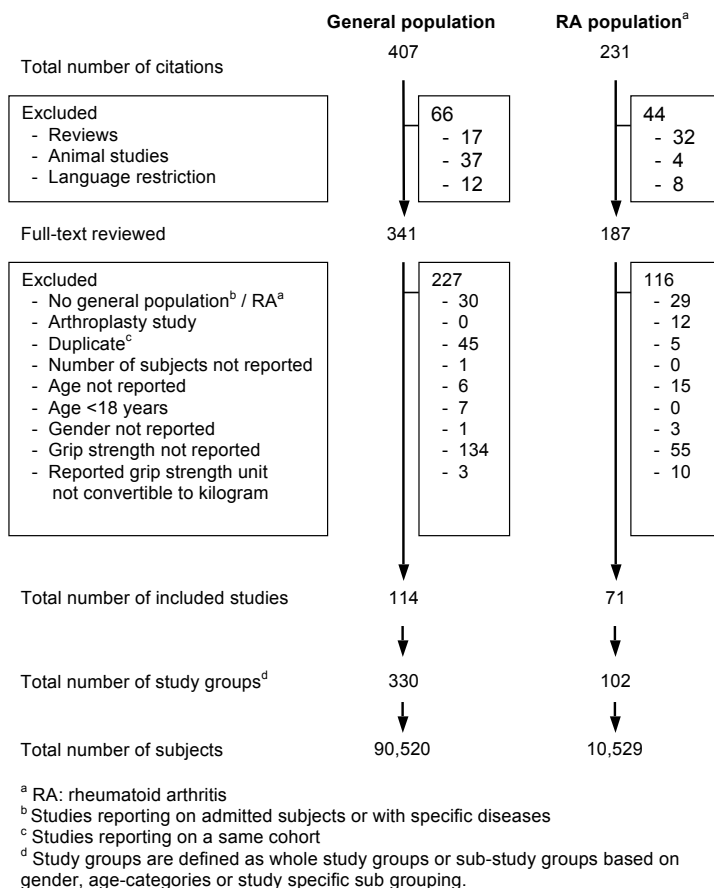 General population RA population^a
Total number of citations 407 231
Excluded 66 44
- Reviews - 17 - 32
- Animal studies - 37 - 4
- Language restriction - 12 - 8
Full-text reviewed 341 187
Excluded 227 116
- No general population^b / RA^a - 30 - 29
- Arthroplasty study - 0 - 12
- Duplicate^c - 45 - 5
- Number of subjects not reported - 1 - 0
- Age not reported - 6 - 15
- Age <18 years - 7 - 0
- Gender not reported - 1 - 3
- Grip strength not reported - 134 - 55
- Reported grip strength unit - 3 - 10
not convertible to kilogram
Total number of included studies 114 71
Total number of study groups^d 330 102
Total number of subjects 90,520 10,529
^a RA: rheumatoid arthritis
^b Studies reporting on admitted subjects or with specific diseases
^c Studies reporting on a same cohort
^d Study groups are defined as whole study groups or sub-study groups based on
gender, age-categories or study specific sub grouping.